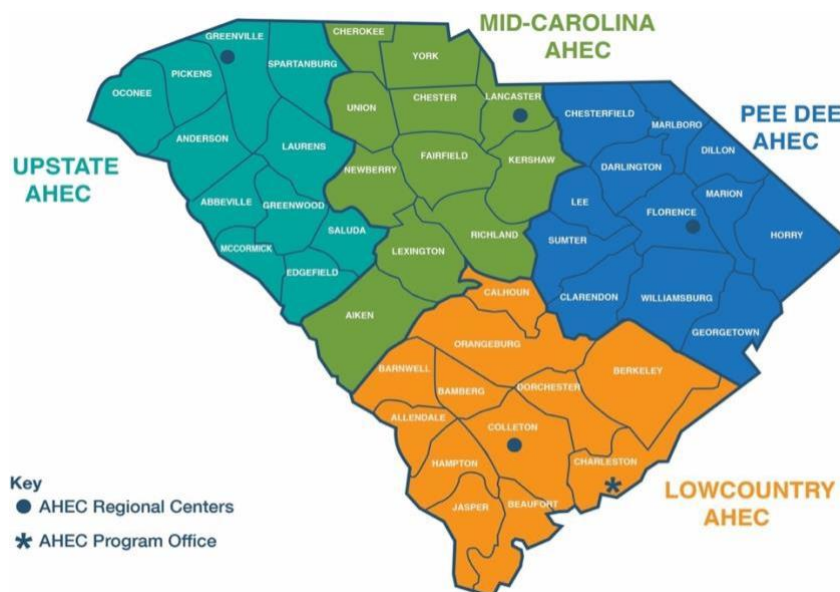 MID-CAROLINA
AHEC
GREENVILLE
CHEROKEE
YORK
SPARTANBURG
PICKENS
OCONEE
UNION
CHESTER
LANCASTER
CHESTERFIELD
MARLBORO
PEE DEE
AHEC
ANDERSON
LAURENS
NEWBERRY
FAIRFIELD
KERSHAW
DARLINGTON
DILLON
UPSTATE
AHEC
ABBEVILLE
GREENWOOD
SALUDA
LEE
MARION
FLORENCE
HORRY
MCCORMICK
EDGEFIELD
LEXINGTON
RICHLAND
SUMTER
AIKEN
CALHOUN
CLARENDON
WILLIAMSBURG
GEORGETOWN
ORANGEBURG
BARNWELL
BAMBERG
DORCHESTER
BERKELEY
ALLENDALE
COLLETON
HAMPTON
CHARLESTON
JASPER
BEAUFORT
LOWCOUNTRY
AHEC
Key
AHEC Regional Centers
AHEC Program Office